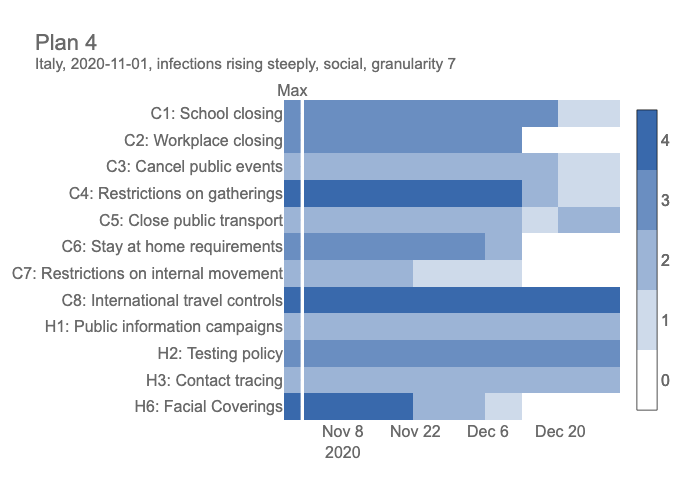 Plan 4
Italy, 2020-11-01, infections rising steeply, social, granularity 7
Max
C1: School closing
C2: Workplace closing
C3: Cancel public events
C4: Restrictions on gatherings
C5: Close public transport
C6: Stay at home requirements
C7: Restrictions on internal movement
C8: International travel controls
H1: Public information campaigns
H2: Testing policy
H3: Contact tracing
H6: Facial Coverings
Nov 8 Nov 22 Dec 6 Dec 20
2020
4
3
2
1
0